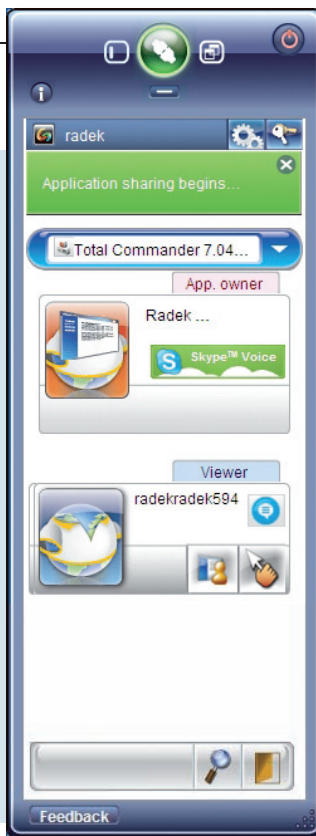 radek
Application sharing begins...
Total Commander 7.04...
App. owner
Radek ...
Skype™ Voice
Viewer
radekradek594
Feedback